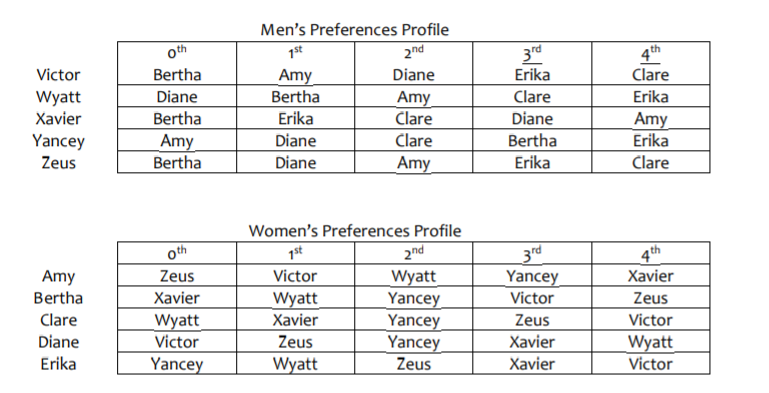 Men's Preferences Profile
0th 1st 2nd 3rd 4th
Victor Bertha Amy Diane Erika Clare
Wyatt Diane Bertha Amy Clare Erika
Xavier Bertha Erika Clare Diane Amy
Yancey Amy Diane Clare Bertha Erika
Zeus Bertha Diane Amy Erika Clare
Women's Preferences Profile
0th 1st 2nd 3rd 4th
Amy Zeus Victor Wyatt Yancey Xavier
Bertha Xavier Wyatt Yancey Victor Zeus
Clare Wyatt Xavier Yancey Zeus Victor
Diane Victor Zeus Yancey Xavier Wyatt
Erika Yancey Wyatt Zeus Xavier Victor